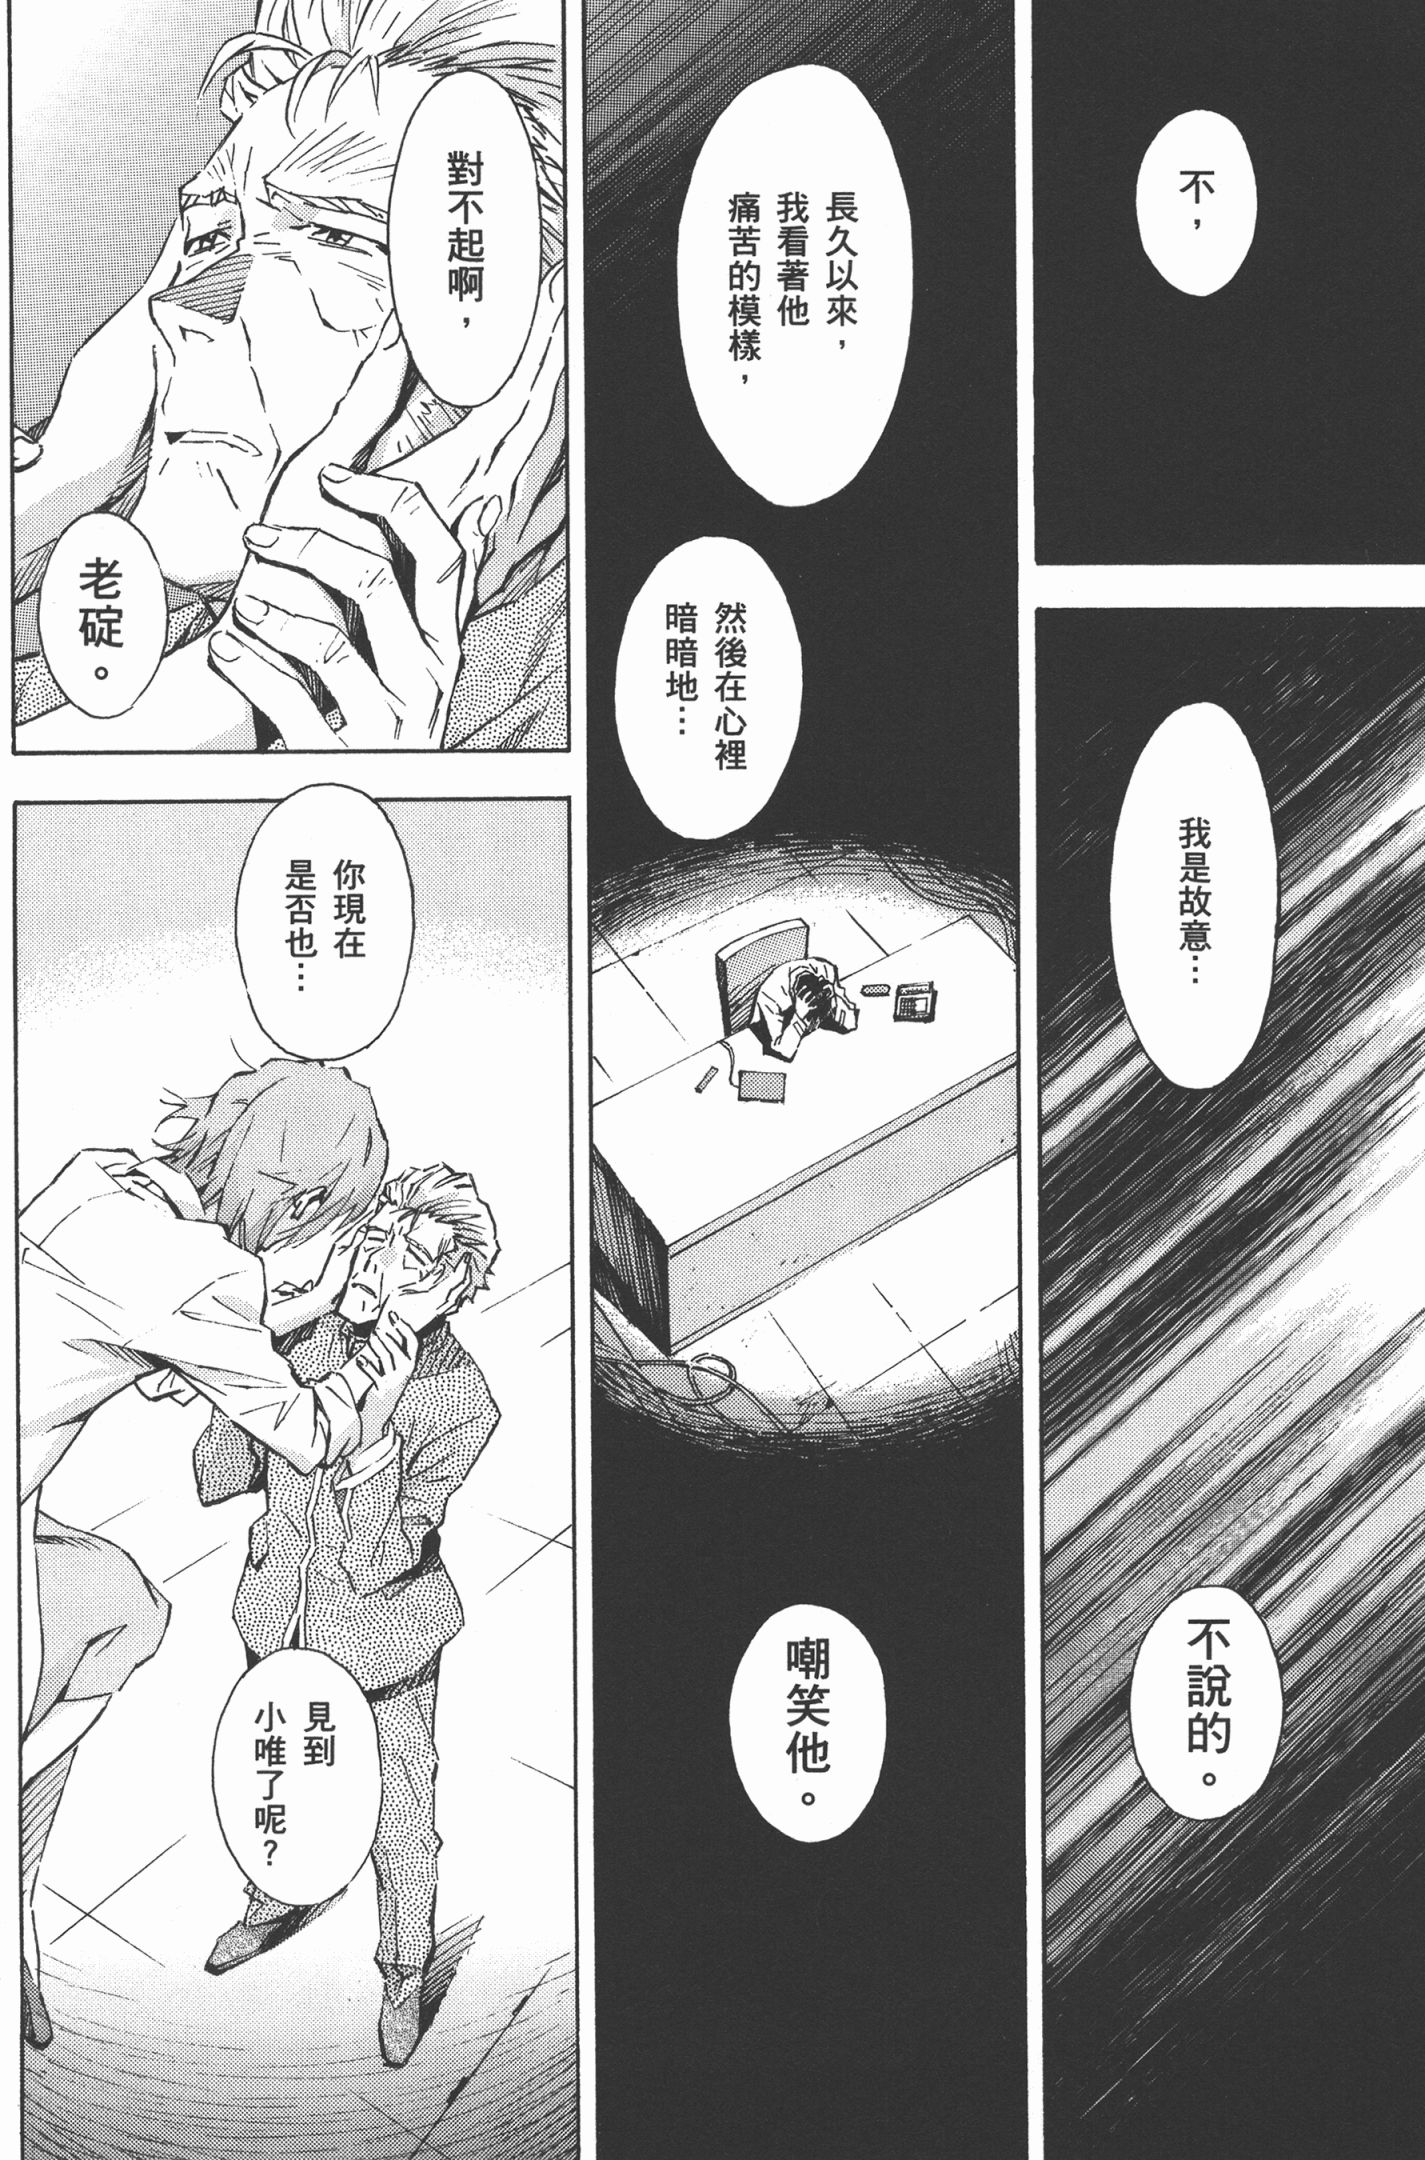 不，
我是故意…
不說的。
長久以來，
我看著他
痛苦的模樣，
然後在心裡
暗暗地…
嘲笑他。
對不起啊，
老碇。
你現在
是否也…
見到
小唯了呢？